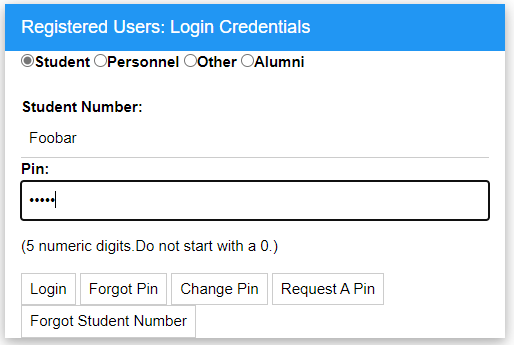 Registered Users: Login Credentials
Student Personnel Other Alumni
Student Number:
Foobar
Pin:
•••••
(5 numeric digits.Do not start with a 0.)
Login Forgot Pin Change Pin Request A Pin
Forgot Student Number